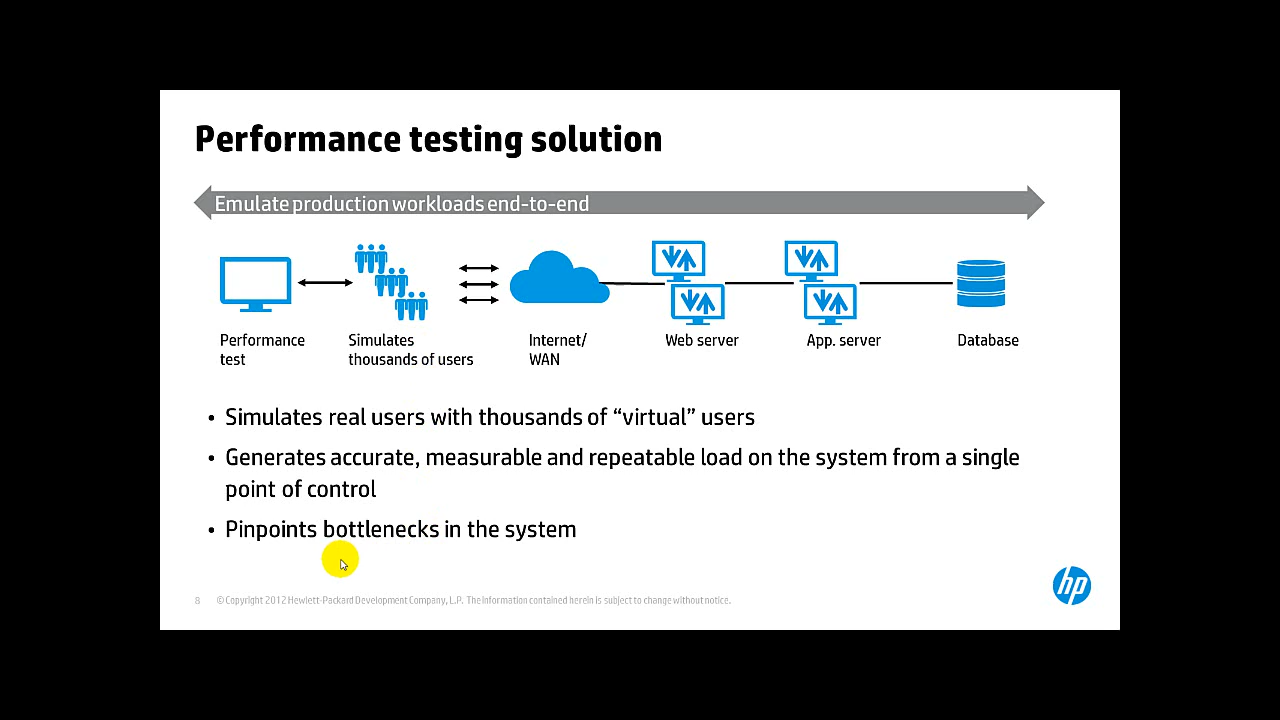 Performance testing solution
Emulate production workloads end-to-end
Performance
test
Simulates
thousands of users
Internet/
WAN
Web server
App. server
Database
• Simulates real users with thousands of “virtual” users
• Generates accurate, measurable and repeatable load on the system from a single
point of control
• Pinpoints bottlenecks in the system
8 © Copyright 2012 Hewlett-Packard Development Company, L.P. The information contained herein is subject to change without notice.
hp